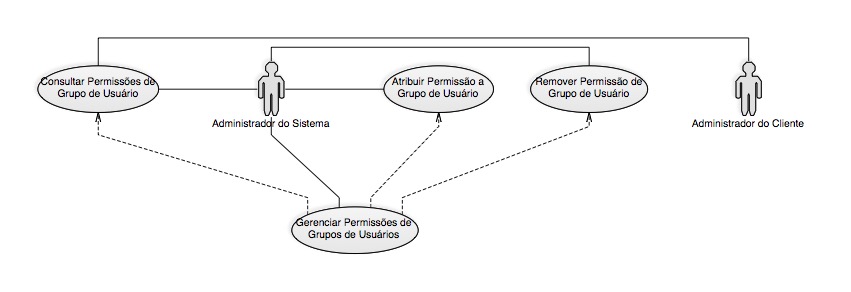 Consultar Permissões de
Grupo de Usuário
Atribuir Permissão a
Grupo de Usuário
Remover Permissão de
Grupo de Usuário
Administrador do Sistema
Administrador do Cliente
Gerenciar Permissões de
Grupos de Usuários